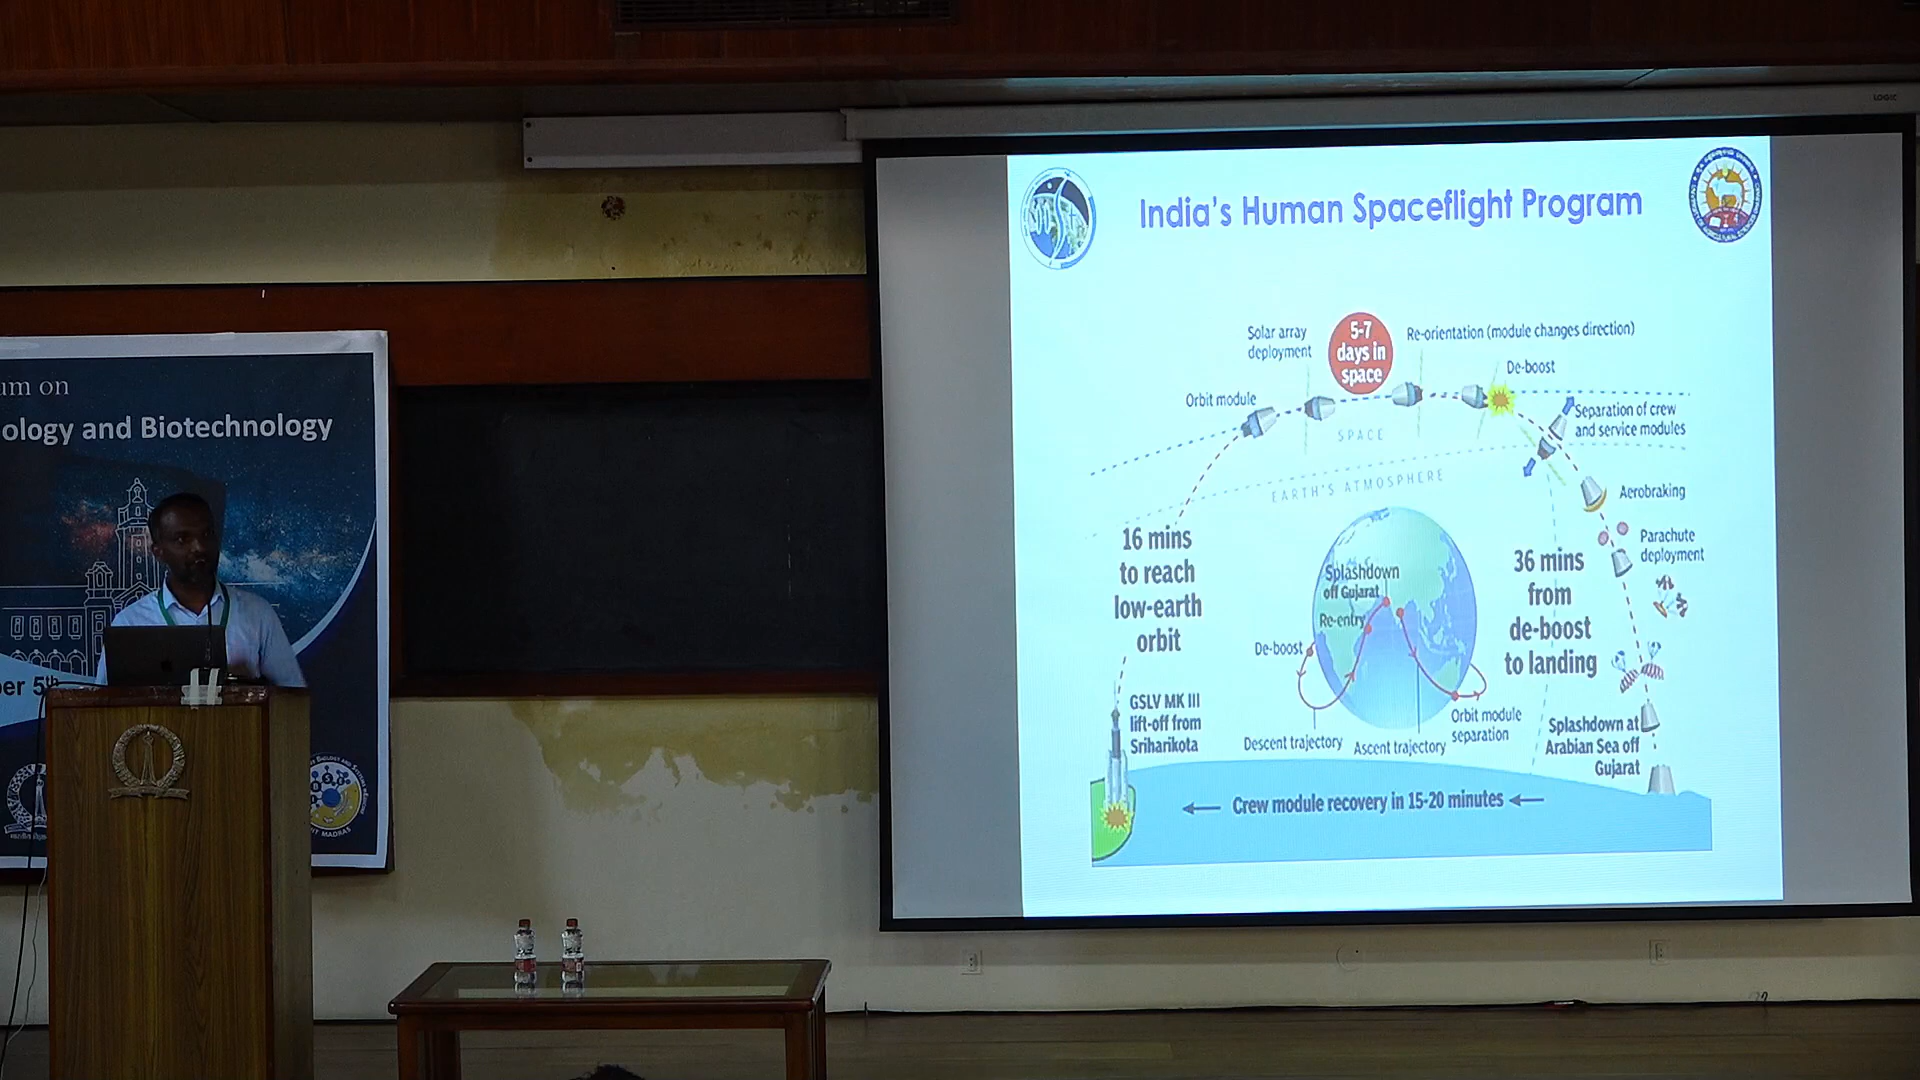 LOGIC
India's Human Spaceflight Program
Solar array
deployment
5-7
days in
space
Re-orientation (module changes direction)
De-boost
Orbit module
Separation of crew
and service modules
SPACE
EARTH'S ATMOSPHERE
Aerobraking
Parachute
deployment
16 mins
to reach
low-earth
orbit
Splashdown
off Gujarat
Re-entry
De-boost
36 mins
from
de-boost
to landing
GSLV MK III
lift-off from
Sriharikota
Descent trajectory
Ascent trajectory
Orbit module
separation
Splashdown at
Arabian Sea off
Gujarat
Crew module recovery in 15-20 minutes
um on
ology and Biotechnology
er 5th
IIT MADRAS